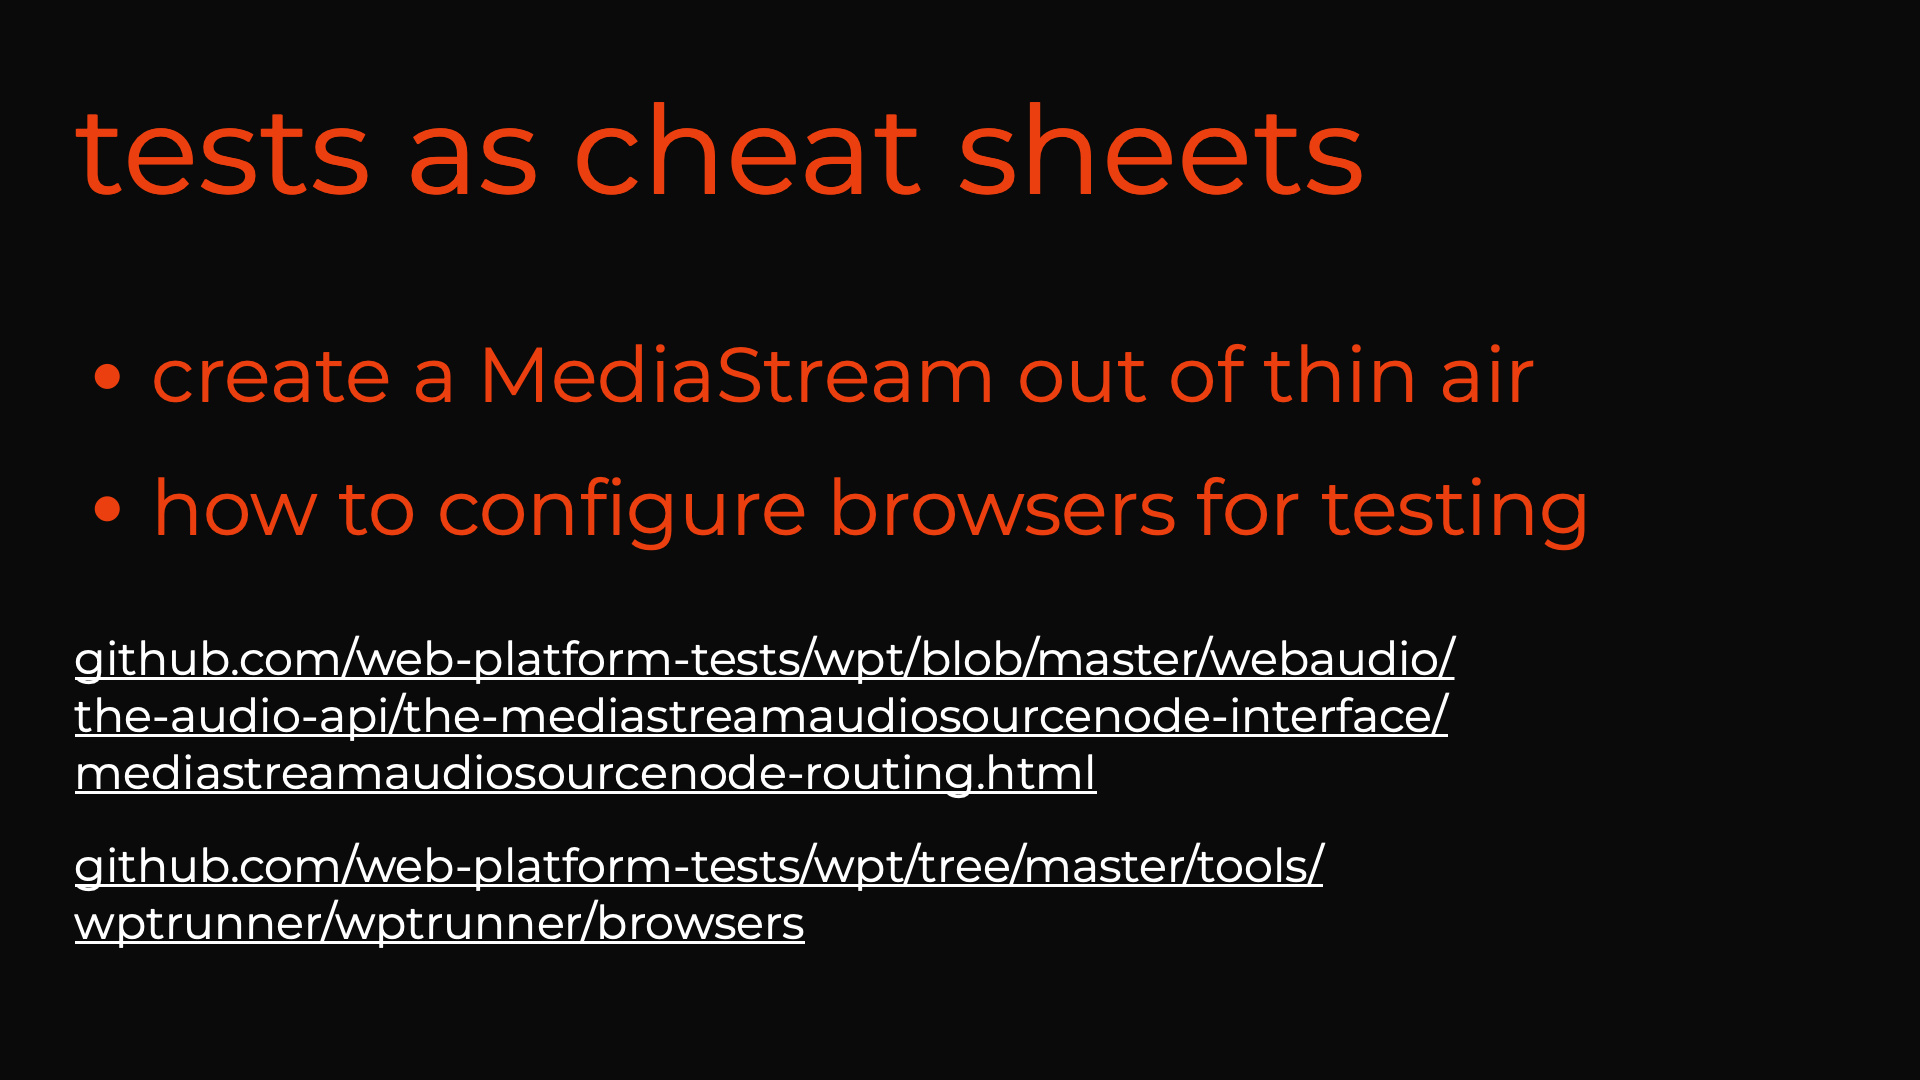 tests as cheat sheets
• create a MediaStream out of thin air
• how to configure browsers for testing
github.com/web-platform-tests/wpt/blob/master/webaudio/
the-audio-api/the-mediastreamaudiosourcenode-interface/
mediastreamaudiosourcenode-routing.html
github.com/web-platform-tests/wpt/tree/master/tools/
wptrunner/wptrunner/browsers